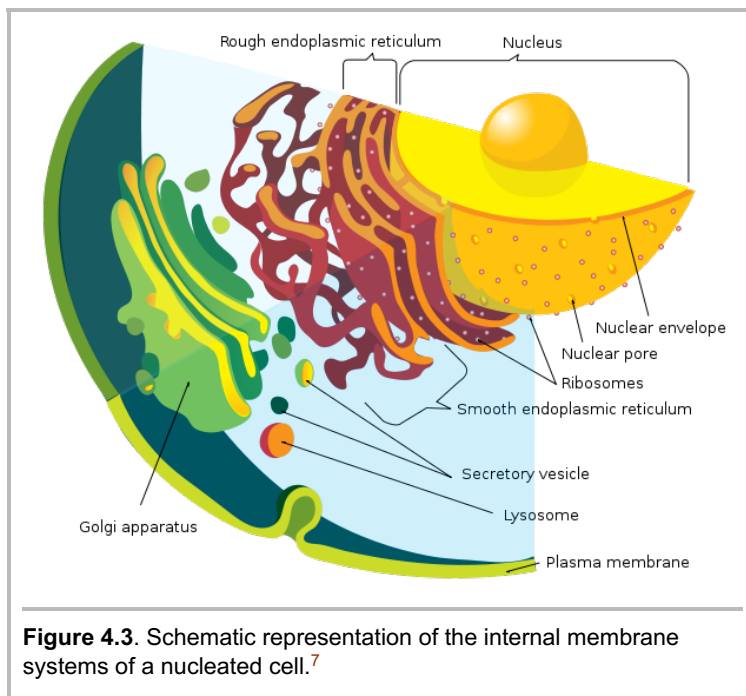 Rough endoplasmic reticulum
Nucleus
Nuclear envelope
Nuclear pore
Ribosomes
Smooth endoplasmic reticulum
Secretory vesicle
Lysosome
Golgi apparatus
Plasma membrane
Figure 4.3. Schematic representation of the internal membrane
systems of a nucleated cell.7